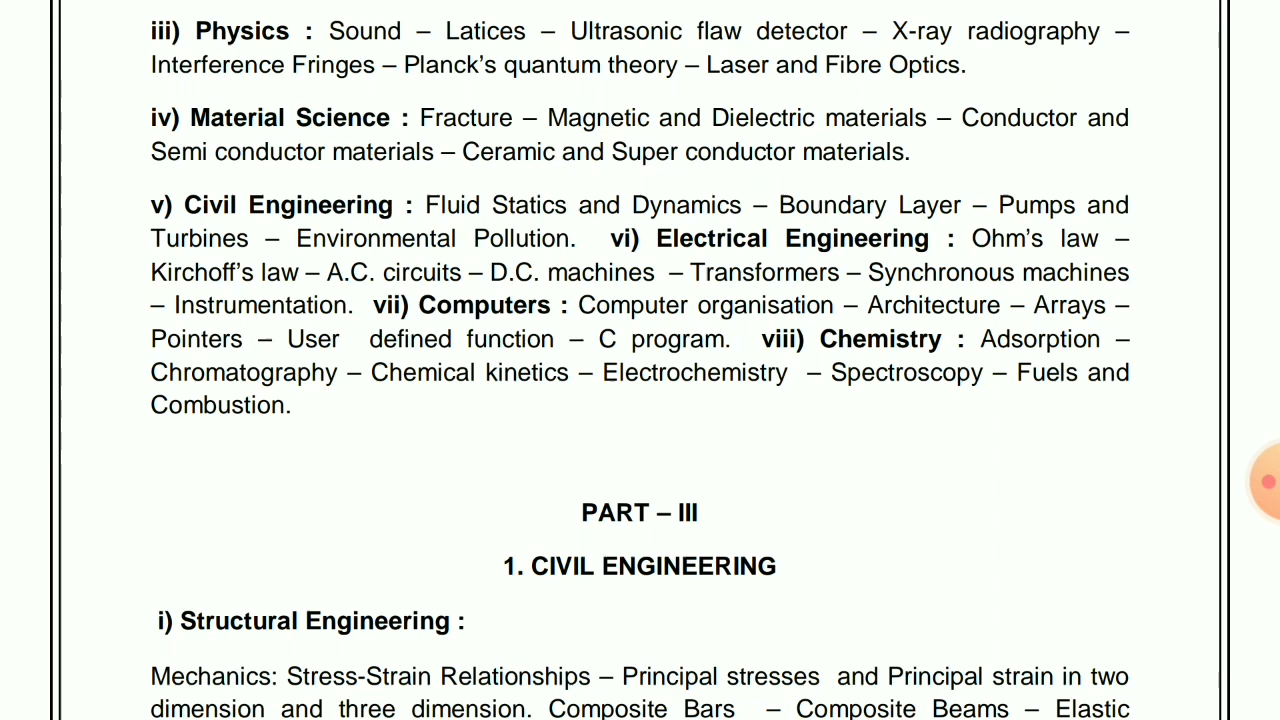 iii) Physics : Sound – Latices – Ultrasonic flaw detector – X-ray radiography –
Interference Fringes – Planck’s quantum theory – Laser and Fibre Optics.
iv) Material Science : Fracture – Magnetic and Dielectric materials – Conductor and
Semi conductor materials – Ceramic and Super conductor materials.
v) Civil Engineering : Fluid Statics and Dynamics – Boundary Layer – Pumps and
Turbines – Environmental Pollution. vi) Electrical Engineering : Ohm’s law –
Kirchoff’s law – A.C. circuits – D.C. machines – Transformers – Synchronous machines
– Instrumentation. vii) Computers : Computer organisation – Architecture – Arrays –
Pointers – User defined function – C program. viii) Chemistry : Adsorption –
Chromatography – Chemical kinetics – Electrochemistry – Spectroscopy – Fuels and
Combustion.
PART – III
1. CIVIL ENGINEERING
i) Structural Engineering :
Mechanics: Stress-Strain Relationships – Principal stresses and Principal strain in two
dimension and three dimension. Composite Bars – Composite Beams – Elastic